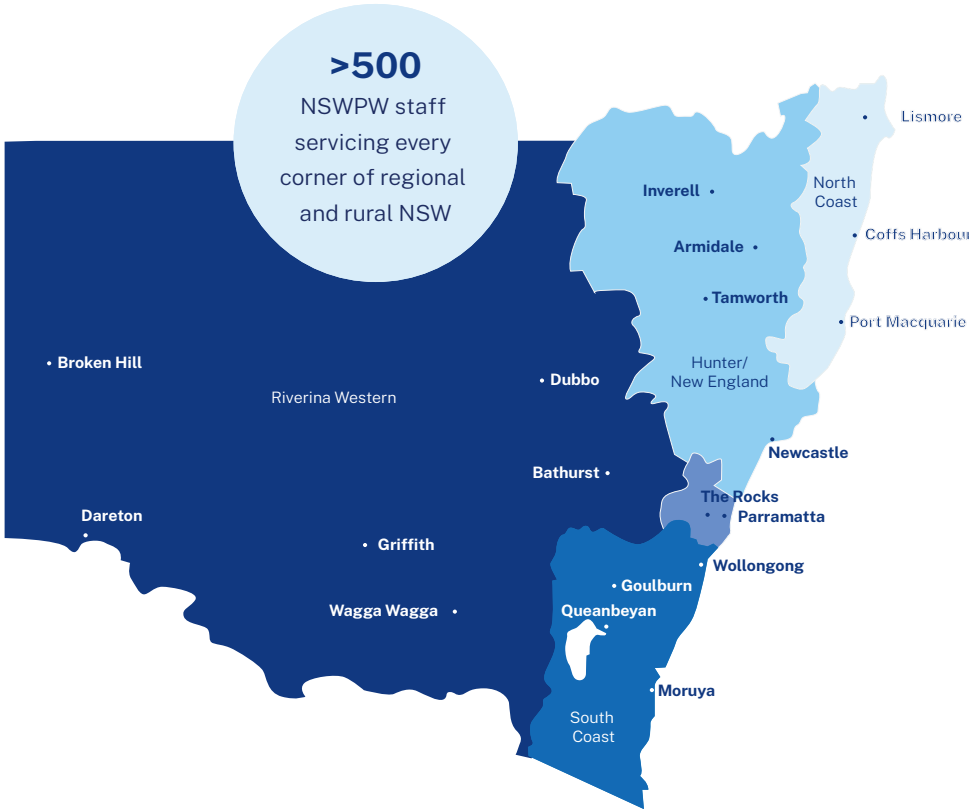 >500
NSWPW staff
servicing every
corner of regional
and rural NSW
Lismore
Inverell
North
Coast
Coffs Harbour
Armidale
Tamworth
Port Macquarie
Broken Hill
Hunter/
New England
Dubbo
Riverina Western
Newcastle
Bathurst
The Rocks
Dareton
Parramatta
Griffith
Wollongong
Goulburn
Wagga Wagga
Queanbeyan
Moruya
South
Coast